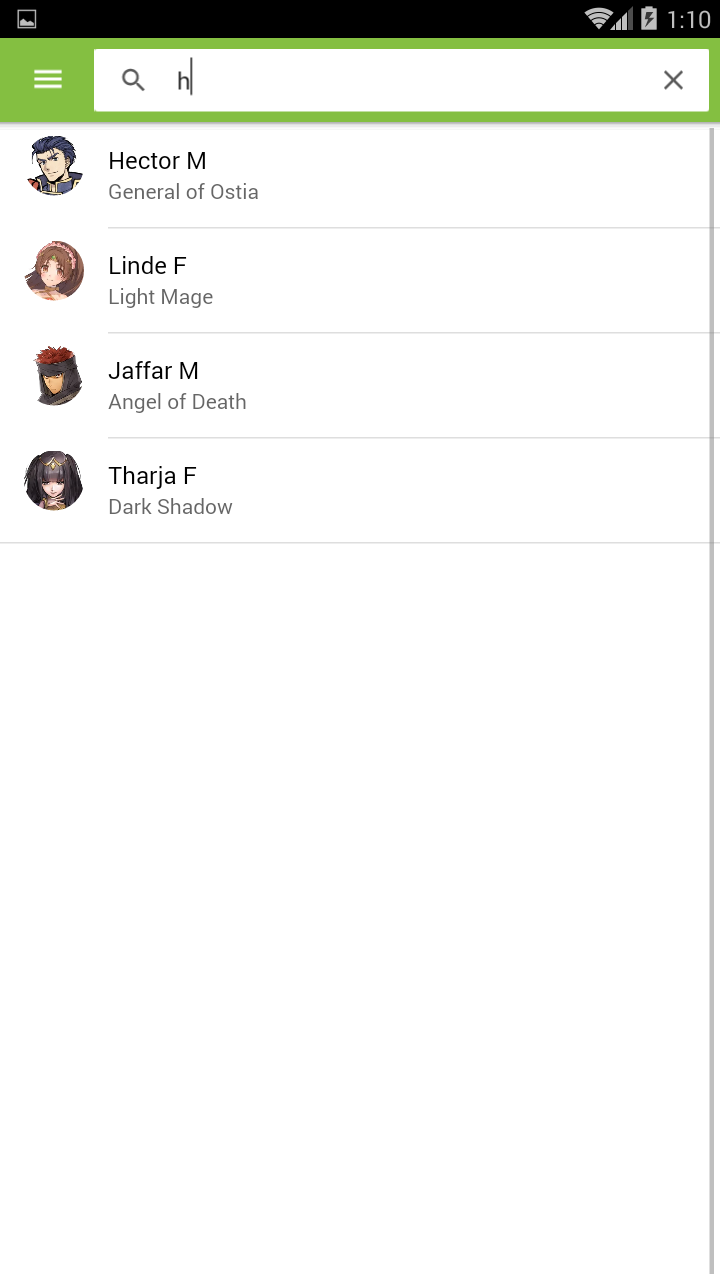 1:10
h
Hector M
General of Ostia
Linde F
Light Mage
Jaffar M
Angel of Death
Tharja F
Dark Shadow